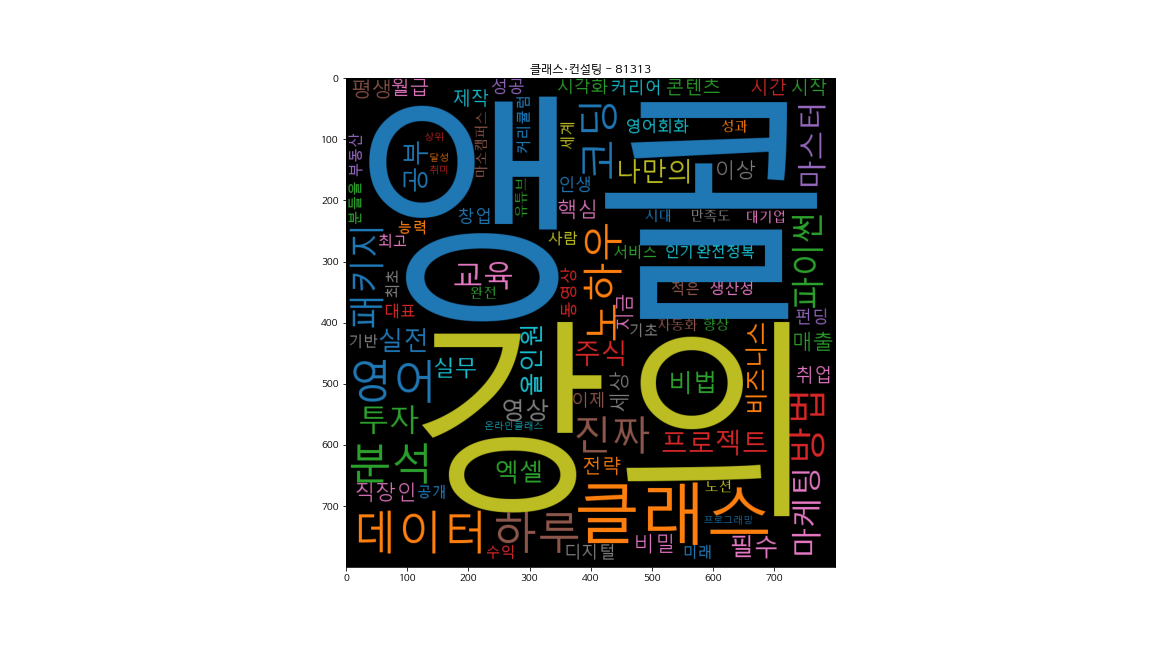 클래스·컨설팅 - 81313
평생
월급
제작
성공
시각화
커리어
콘텐츠
시간
시작
앵콜
공부
상위
달성
취미
마소캠퍼스
커리큘럼
세계
코딩
영어회화
성과
마스터
부동산
분들을
나만의
이상
인생
유튜브
창업
핵심
시대
만족도
대기업
능력
최고
사람
서비스
인기
완전정복
파이썬
패키지
최초
교육
완전
동영상
노하우
적은
생산성
대표
지금
펀딩
기반
실전
기초
자동화
향상
매출
강의
올인원
주식
비즈니스
영어
실무
세상
비법
취업
이제
영상
투자
온라인클래스
진짜
프로젝트
방법
분석
엑셀
전략
노션
마케팅
직장인
공개
클래스
데이터
하루
프로그래밍
수익
디지털
비밀
미래
필수
0
100
200
300
400
500
600
700
0
100
200
300
400
500
600
700